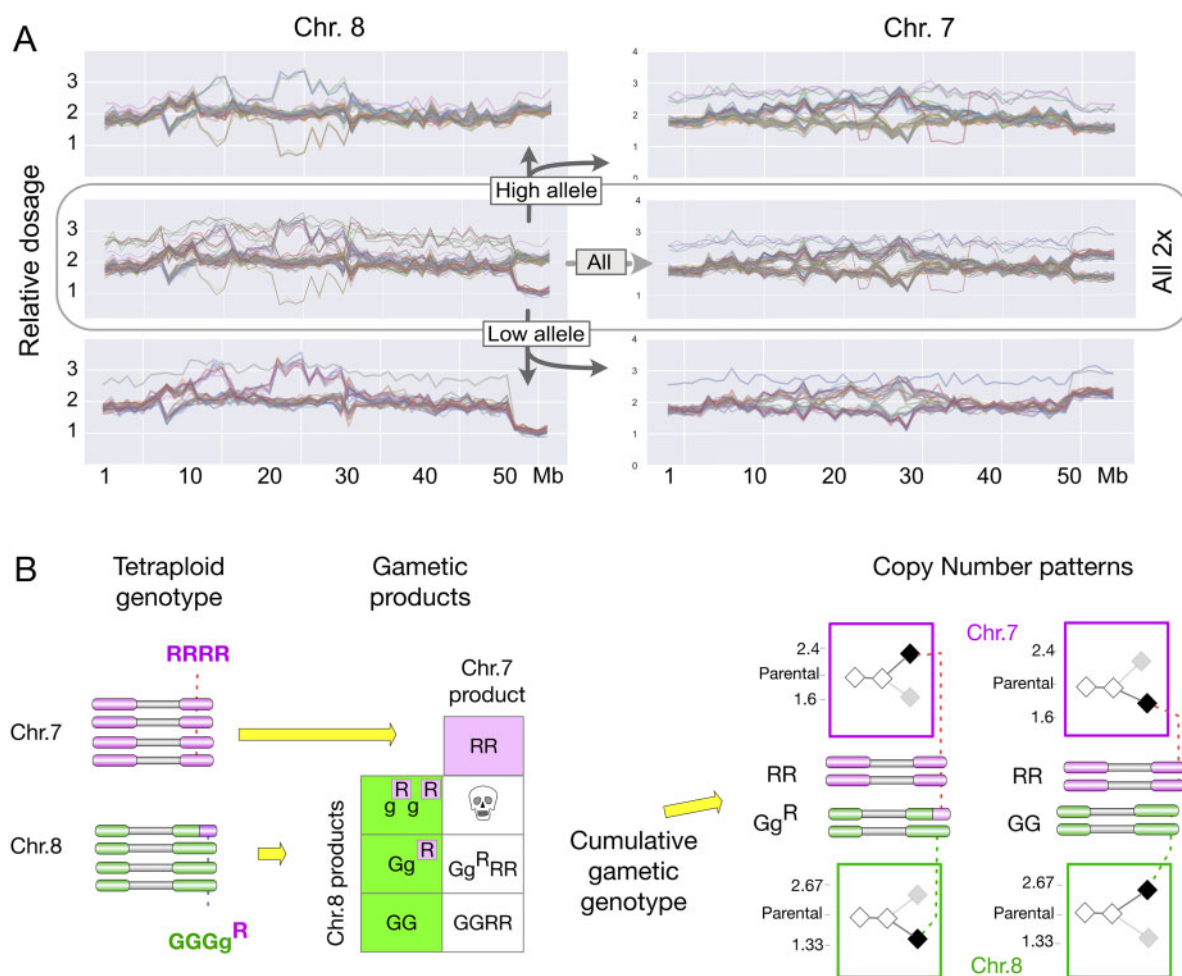 A
Chr. 8
Chr. 7
Relative dosage
3
2
1
4
3
2
1
0
High allele
3
2
1
All
4
3
2
1
All 2x
Low allele
3
2
1
4
3
2
1
0
1 10 20 30 40 50 Mb
1 10 20 30 40 50 Mb
B
Tetraploid
genotype
Gametic
products
Copy Number patterns
RRRR
Chr.7
Chr.8
GGGgR
Chr.7
product
RR
Chr.8 products
R R
g g
R
Gg
GgRRR
GG
GGRR
Cumulative
gametic
genotype
Chr.7
2.4
Parental
1.6
2.4
Parental
1.6
RR
GgR
RR
GG
2.67
Parental
1.33
2.67
Parental
1.33
Chr.8